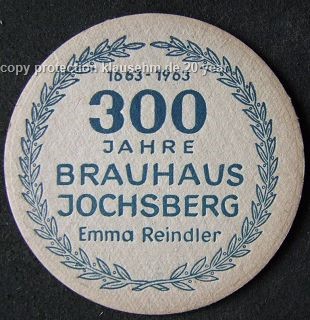 copy protection klausehm.de 20 year
1663-1963
300
JAHRE
BRAUHAUS
JOCHSBERG
Emma Reindler